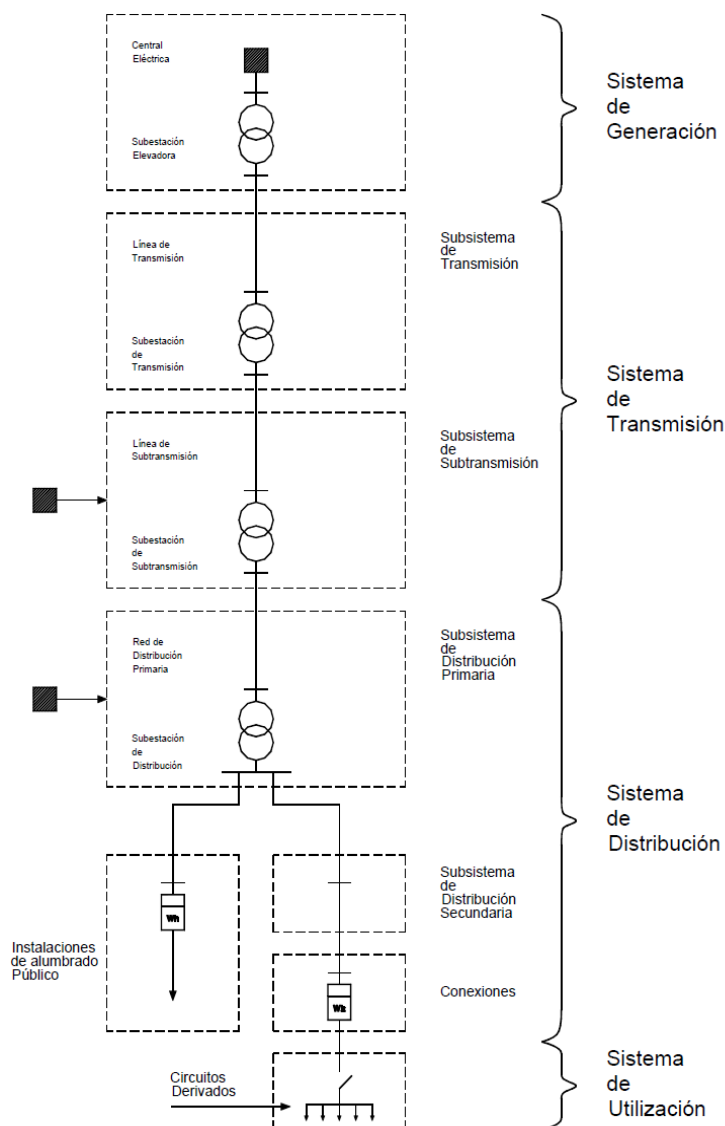 Central
Eléctrica
Subestación
Elevadora
Sistema
de
Generación
Línea de
Transmisión
Subestación
de
Transmisión
Subsistema
de
Transmisión
Línea de
Subtransmisión
Subestación
de
Subtransmisión
Subsistema
de
Subtransmisión
Sistema
de
Transmisión
Red de
Distribución
Primaria
Subestación
de
Distribución
Subsistema
de
Distribución
Primaria
Wh
Instalaciones
de alumbrado
Público
Subsistema
de
Distribución
Secundaria
Wh
Conexiones
Sistema
de
Distribución
Circuitos
Derivados
Sistema
de
Utilización